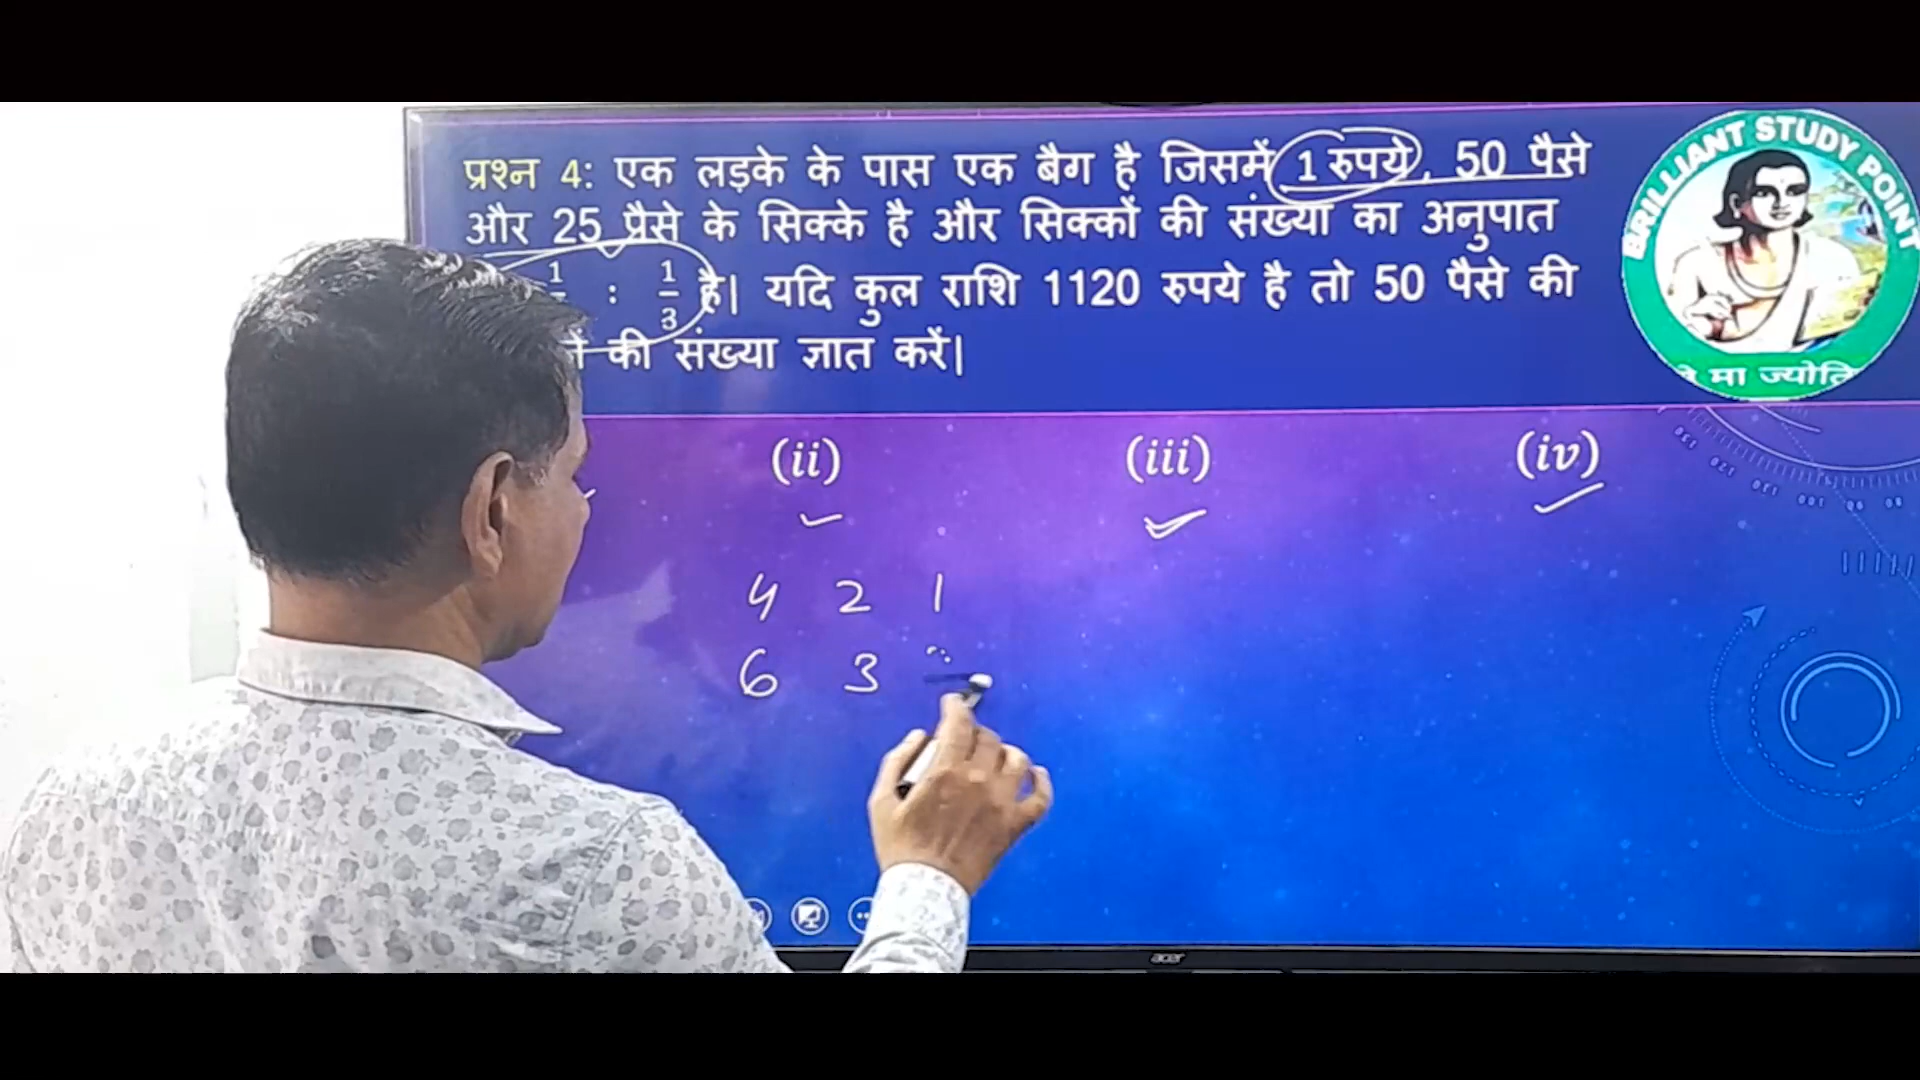 प्रश्न 4: एक लड़के के पास एक बैग है जिसमें 1 रुपये, 50 पैसे
और 25 पैसे के सिक्के है और सिक्कों की संख्या का अनुपात
1 : 1/3 है। यदि कुल राशि 1120 रुपये है तो 50 पैसे की
की संख्या ज्ञात करें।
BRILLIANT STUDY POINT
मा ज्योति
(ii) (iii) (iv)
4 2 1
6 3
acer